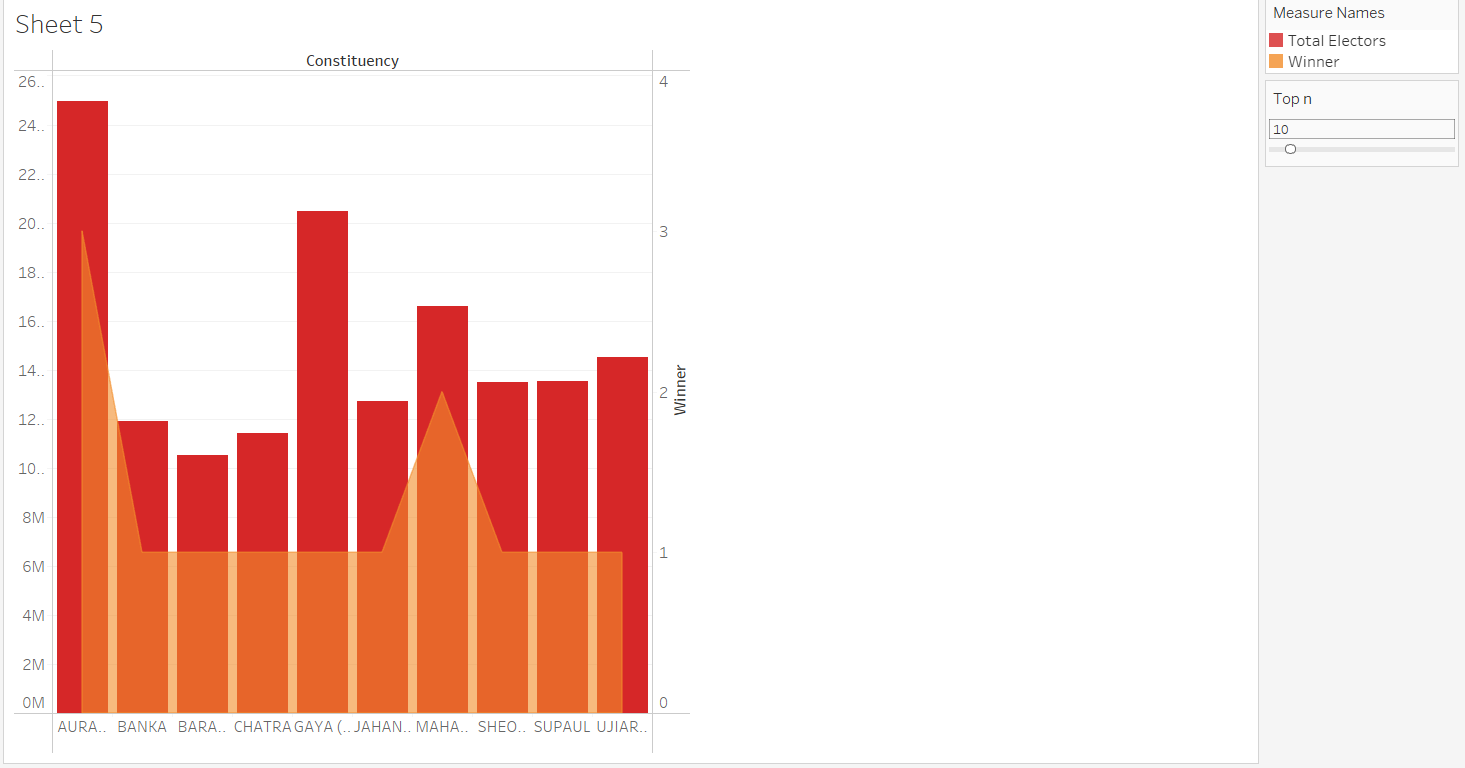 Sheet 5
Constituency
26..
24..
22..
20..
18..
16..
14..
12..
10..
8M
6M
4M
2M
0M
4
3
2
1
0
Winner
AURA.. BANKA BARA.. CHATRA GAYA (.. JAHAN.. MAHA.. SHEO.. SUPAUL UJIAR..
Measure Names
Total Electors
Winner
Top n
10